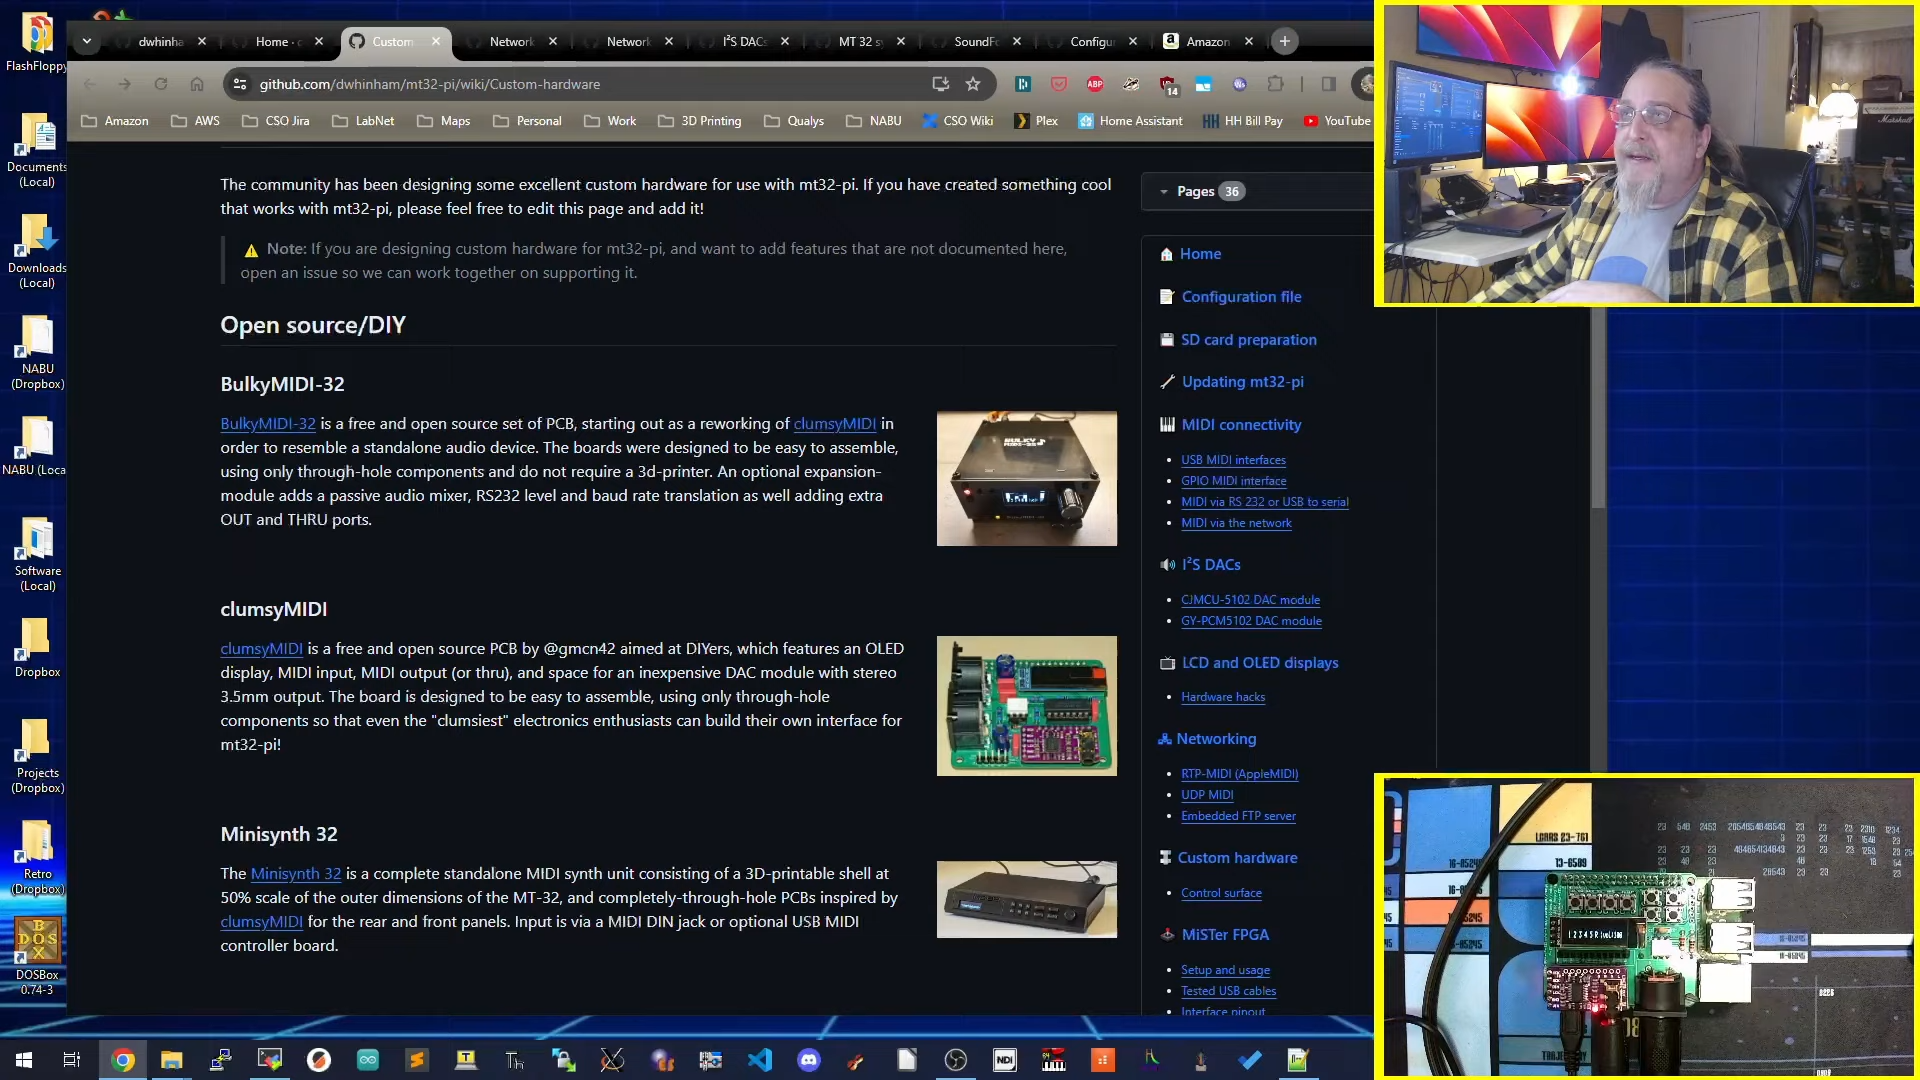 FlashFloppy
Documents
(Local)
Downloads
(Local)
NABU
(Dropbox)
NABU (Loca
Software
(Local)
Dropbox
Projects
(Dropbox)
Retro
(Dropbox)
DOSBox
0.74-3
dwhinha
Home ·
Custom
Network
Network
I²S DACs
MT 32 s
SoundFo
Configur
Amazon
github.com/dwhinham/mt32-pi/wiki/Custom-hardware
ABP
14
Amazon
AWS
CSO Jira
LabNet
Maps
Personal
Work
3D Printing
Qualys
NABU
CSO Wiki
Plex
Home Assistant
HH Bill Pay
YouTube
The community has been designing some excellent custom hardware for use with mt32-pi. If you have created something cool
that works with mt32-pi, please feel free to edit this page and add it!
Note: If you are designing custom hardware for mt32-pi, and want to add features that are not documented here,
open an issue so we can work together on supporting it.
Open source/DIY
BulkyMIDI-32
BulkyMIDI-32 is a free and open source set of PCB, starting out as a reworking of clumsyMIDI in
order to resemble a standalone audio device. The boards were designed to be easy to assemble,
using only through-hole components and do not require a 3d-printer. An optional expansion-
module adds a passive audio mixer, RS232 level and baud rate translation as well adding extra
OUT and THRU ports.
clumsyMIDI
clumsyMIDI is a free and open source PCB by @gmcn42 aimed at DIYers, which features an OLED
display, MIDI input, MIDI output (or thru), and space for an inexpensive DAC module with stereo
3.5mm output. The board is designed to be easy to assemble, using only through-hole
components so that even the "clumsiest" electronics enthusiasts can build their own interface for
mt32-pi!
Minisynth 32
The Minisynth 32 is a complete standalone MIDI synth unit consisting of a 3D-printable shell at
50% scale of the outer dimensions of the MT-32, and completely-through-hole PCBs inspired by
clumsyMIDI for the rear and front panels. Input is via a MIDI DIN jack or optional USB MIDI
controller board.
Pages 36
Home
Configuration file
SD card preparation
Updating mt32-pi
MIDI connectivity
USB MIDI interfaces
GPIO MIDI interface
MIDI via RS 232 or USB to serial
MIDI via the network
I²S DACs
CJMCU-5102 DAC module
GY-PCM5102 DAC module
LCD and OLED displays
Hardware hacks
Networking
RTP-MIDI (AppleMIDI)
UDP MIDI
Embedded FTP server
Custom hardware
Control surface
MiSTer FPGA
Setup and usage
Tested USB cables
Interface pinout
Marshall
LCARS 23-761
13-6589
NDI